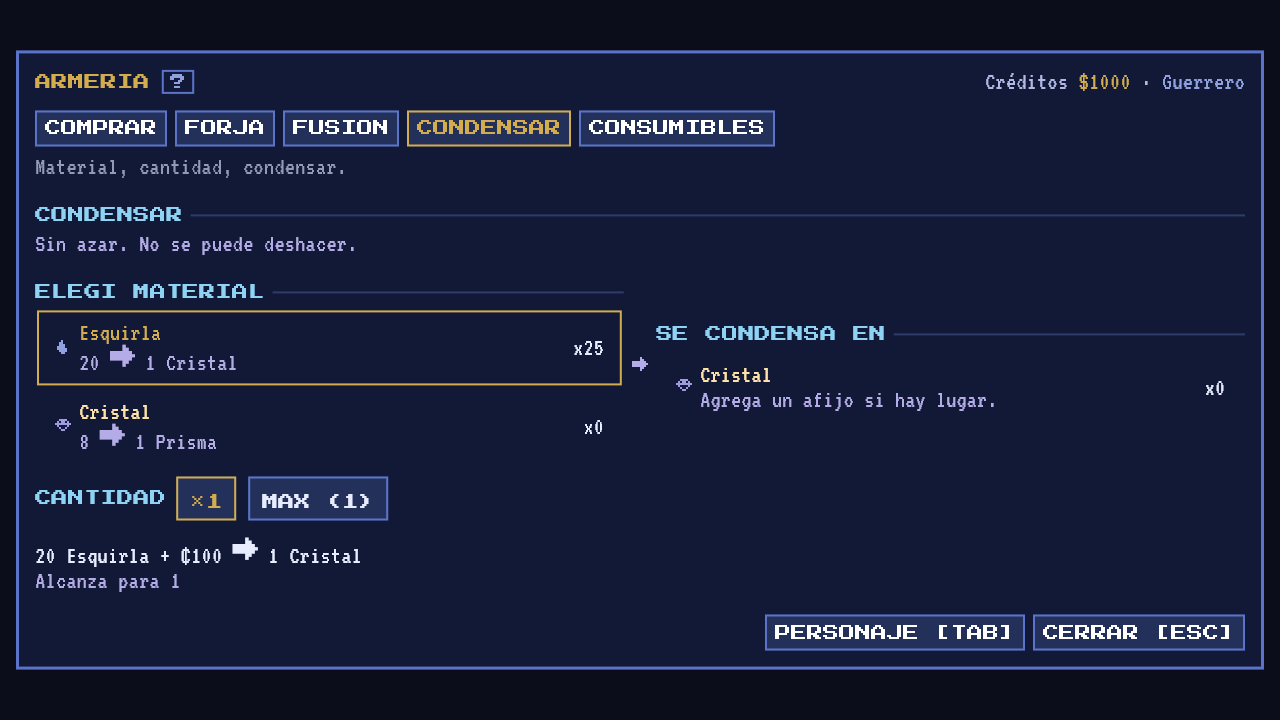 ARMERIA ? Créditos $1000 · Guerrero
COMPRAR FORJA FUSION CONDENSAR CONSUMIBLES
Material, cantidad, condensar.
CONDENSAR
Sin azar. No se puede deshacer.
ELEGI MATERIAL
Esquirla
20 → 1 Cristal x25
Cristal
8 → 1 Prisma x0
SE CONDENSA EN
Cristal
Agrega un afijo si hay lugar. x0
CANTIDAD ×1 MAX (1)
20 Esquirla + ₡100 → 1 Cristal
Alcanza para 1
PERSONAJE [TAB] CERRAR [ESC]